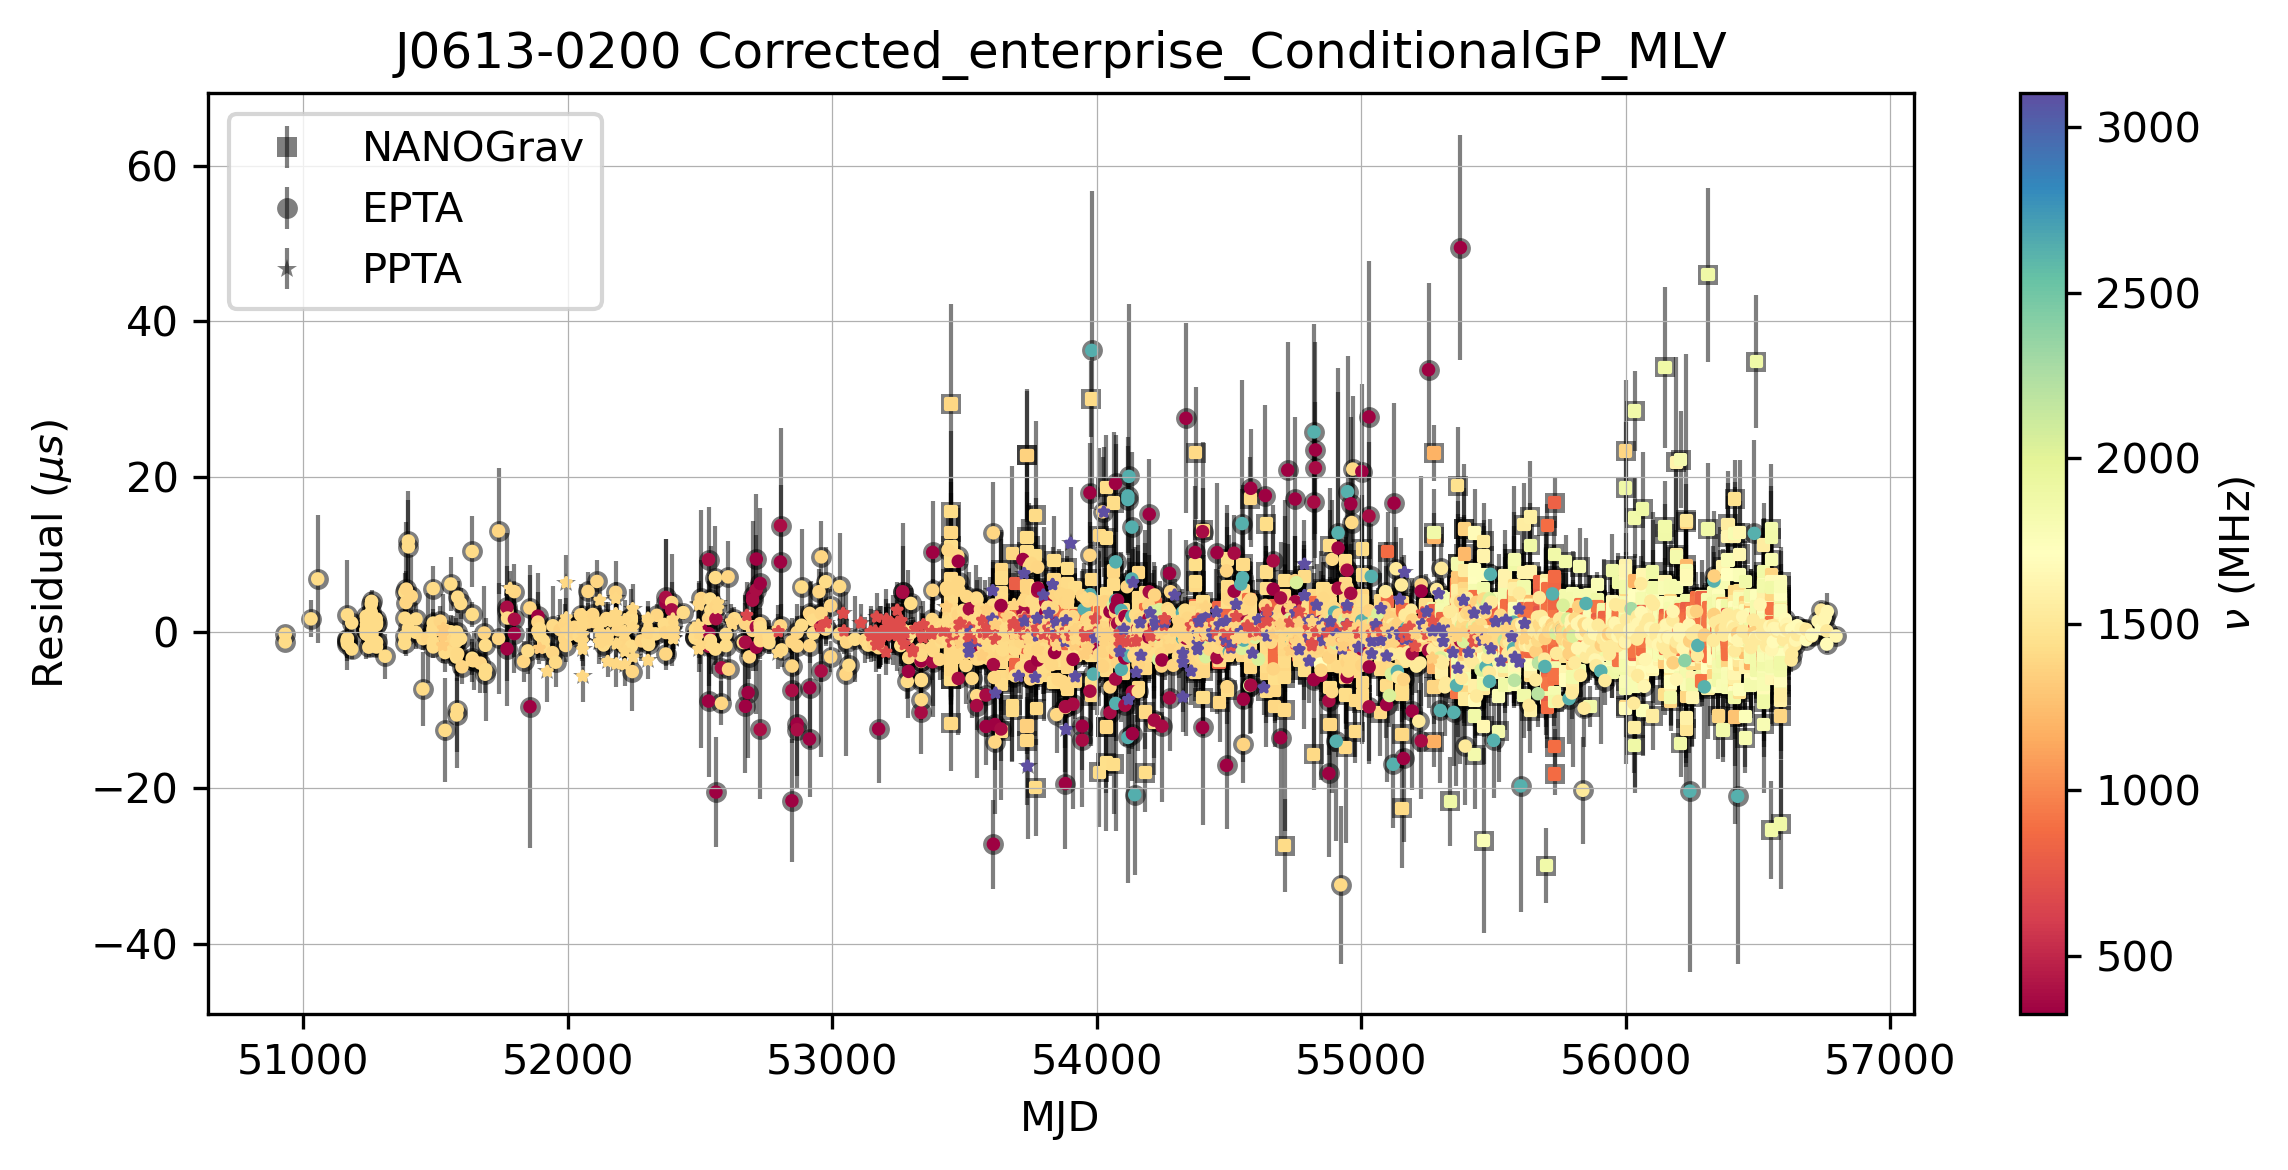 J0613-0200 Corrected_enterprise_ConditionalGP_MLV
NANOGrav
EPTA
PPTA
Residual (μs)
60
40
20
0
−20
−40
51000 52000 53000 54000 55000 56000 57000
MJD
3000
2500
2000
1500
1000
500
ν (MHz)